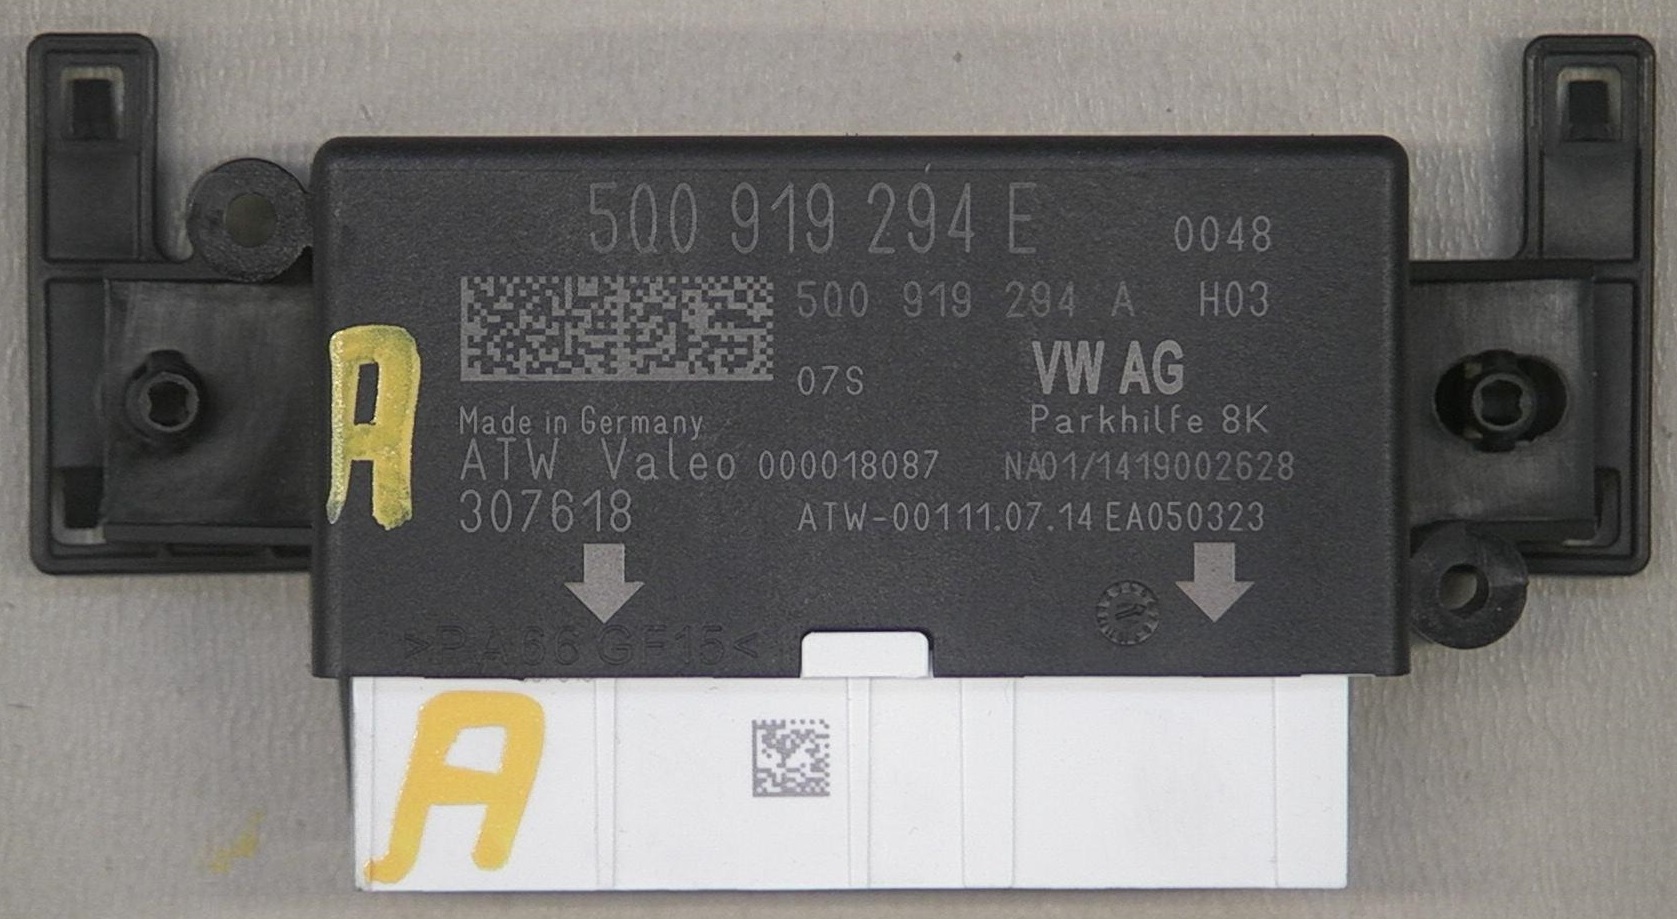 5Q0 919 294 E 0048
5Q0 919 294 A H03
07S VW AG
Made in Germany Parkhilfe 8K
ATW Valeo 000018087 NA01/1419002628
307618 ATW-00111.07.14 EA050323
>PA66 GF15<
A
A